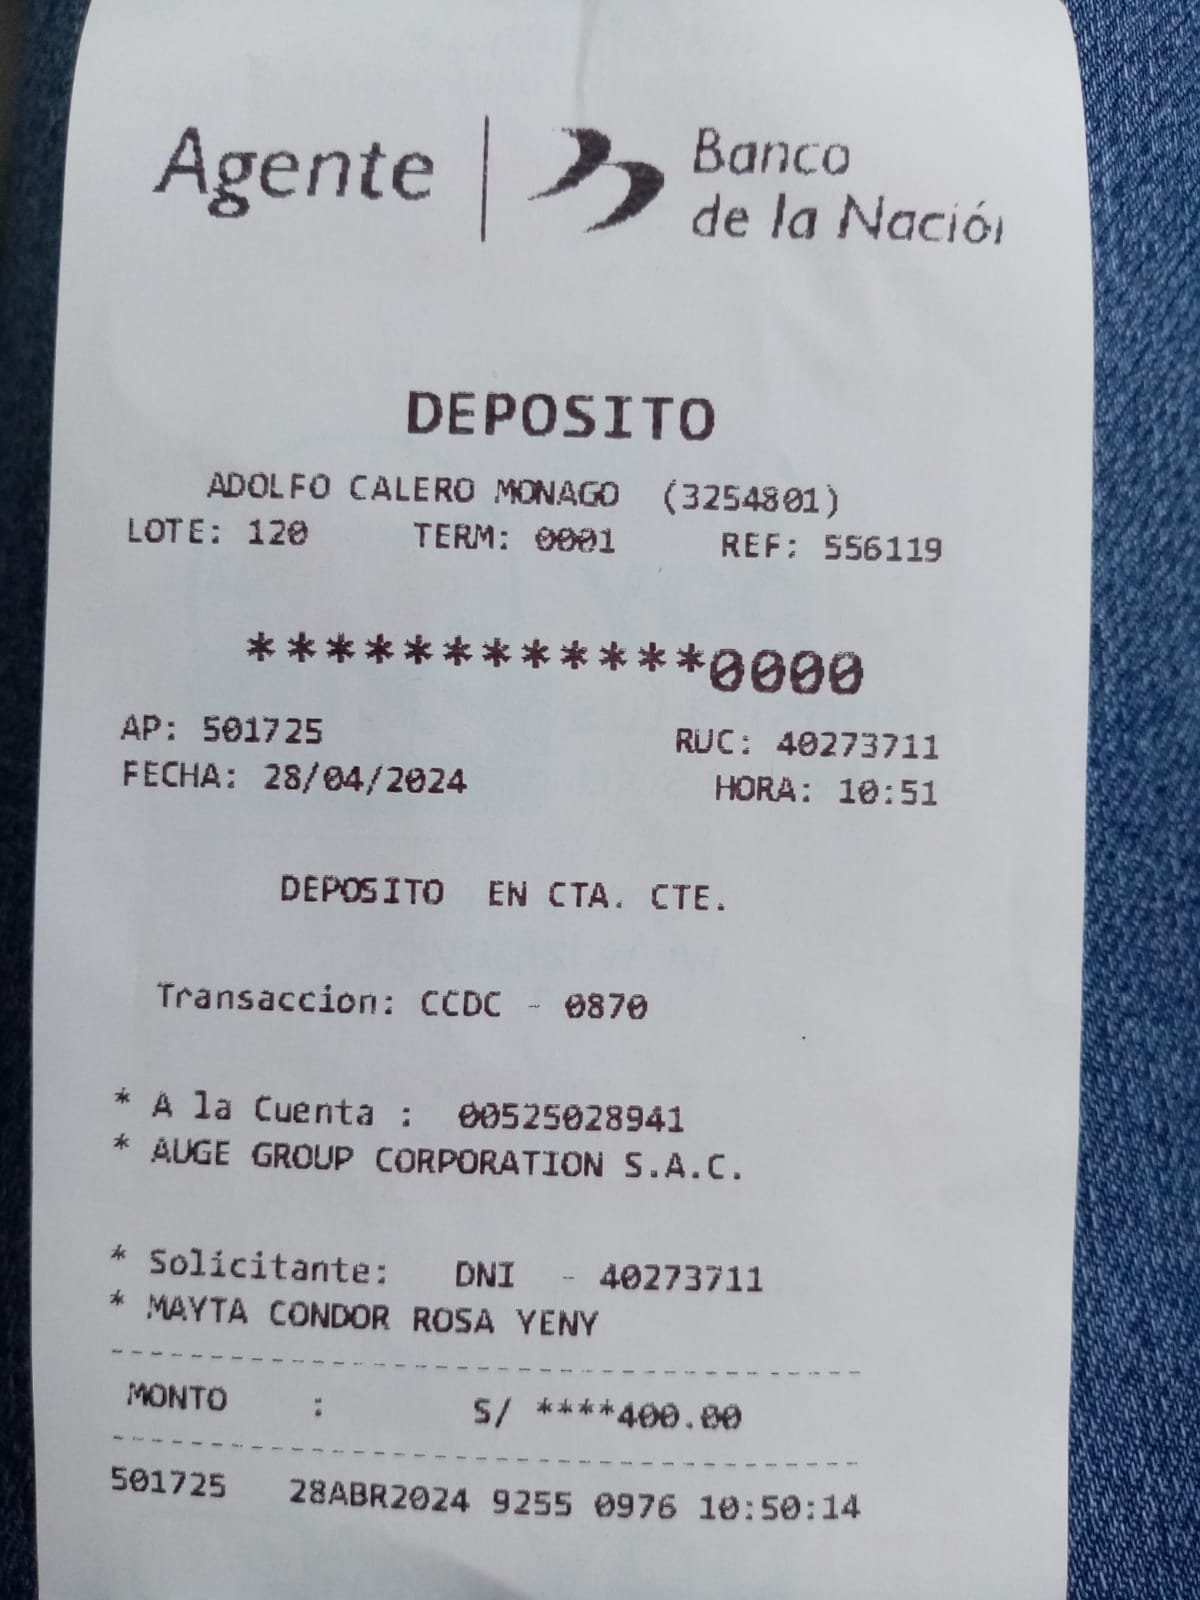 Agente | Banco
de la Nación
DEPOSITO
ADOLFO CALERO MONAGO (3254801)
LOTE: 120 TERM: 0001 REF: 556119
************0000
AP: 501725 RUC: 40273711
FECHA: 28/04/2024 HORA: 10:51
DEPOSITO EN CTA. CTE.
Transaccion: CCDC - 0870
* A la Cuenta : 00525028941
* AUGE GROUP CORPORATION S.A.C.
* Solicitante: DNI - 40273711
* MAYTA CONDOR ROSA YENY
MONTO : S/ ****400.00
501725 28ABR2024 9255 0976 10:50:14